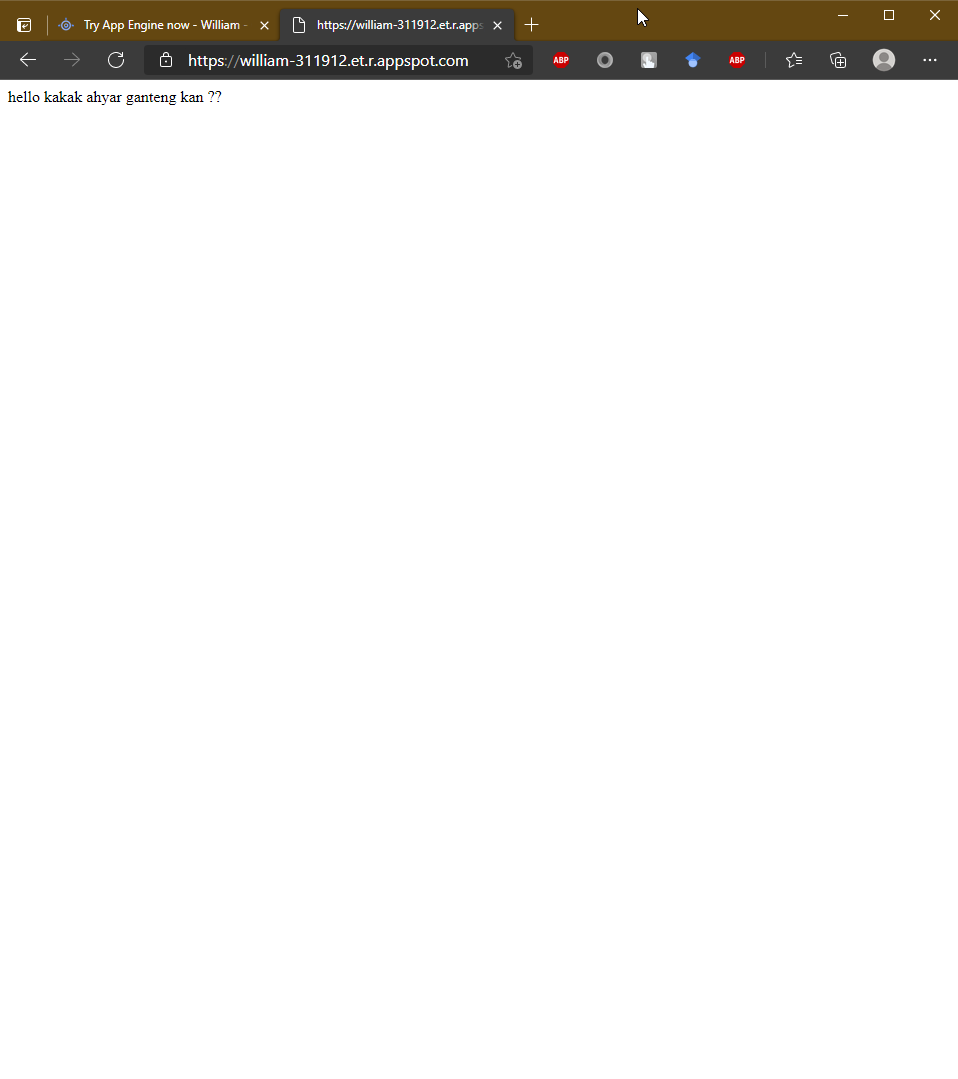 Try App Engine now - William -
https://william-311912.et.r.apps
https://william-311912.et.r.appspot.com
ABP
ABP
hello kakak ahyar ganteng kan ??